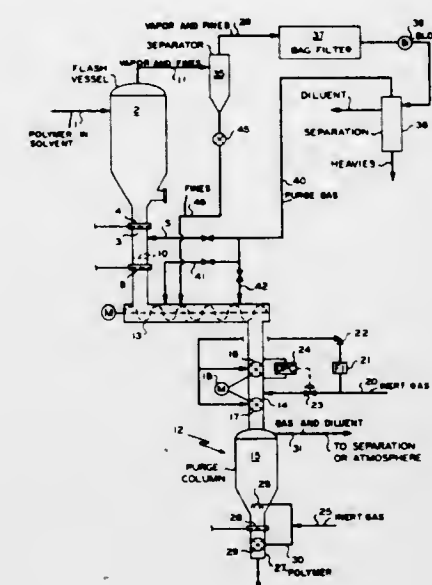 VAPOR AND FINES 28
SEPARATOR
37
BAG FILTER
38
FLASH VESSEL
VAPOR AND FINES
11
35
2
DILUENT
POLYMER IN SOLVENT
1
45
SEPARATION
36
HEAVIES
FINES
46
40
PURGE GAS
4
3
5
10
8
41
42
M
13
22
16
24
21
M
20
INERT GAS
23
17
14
GAS AND DILUENT
31
TO SEPARATION OR ATMOSPHERE
12
15
PURGE COLUMN
25
INERT GAS
28
29
30
27
POLYMER